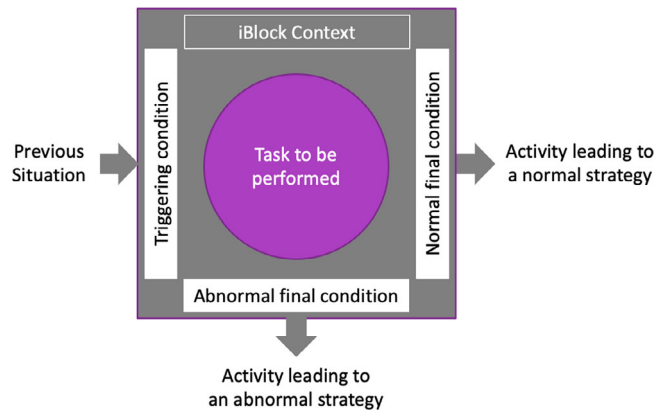 iBlock Context
Previous
Situation
Triggering condition
Task to be
performed
Normal final condition
Activity leading to
a normal strategy
Abnormal final condition
Activity leading to
an abnormal strategy